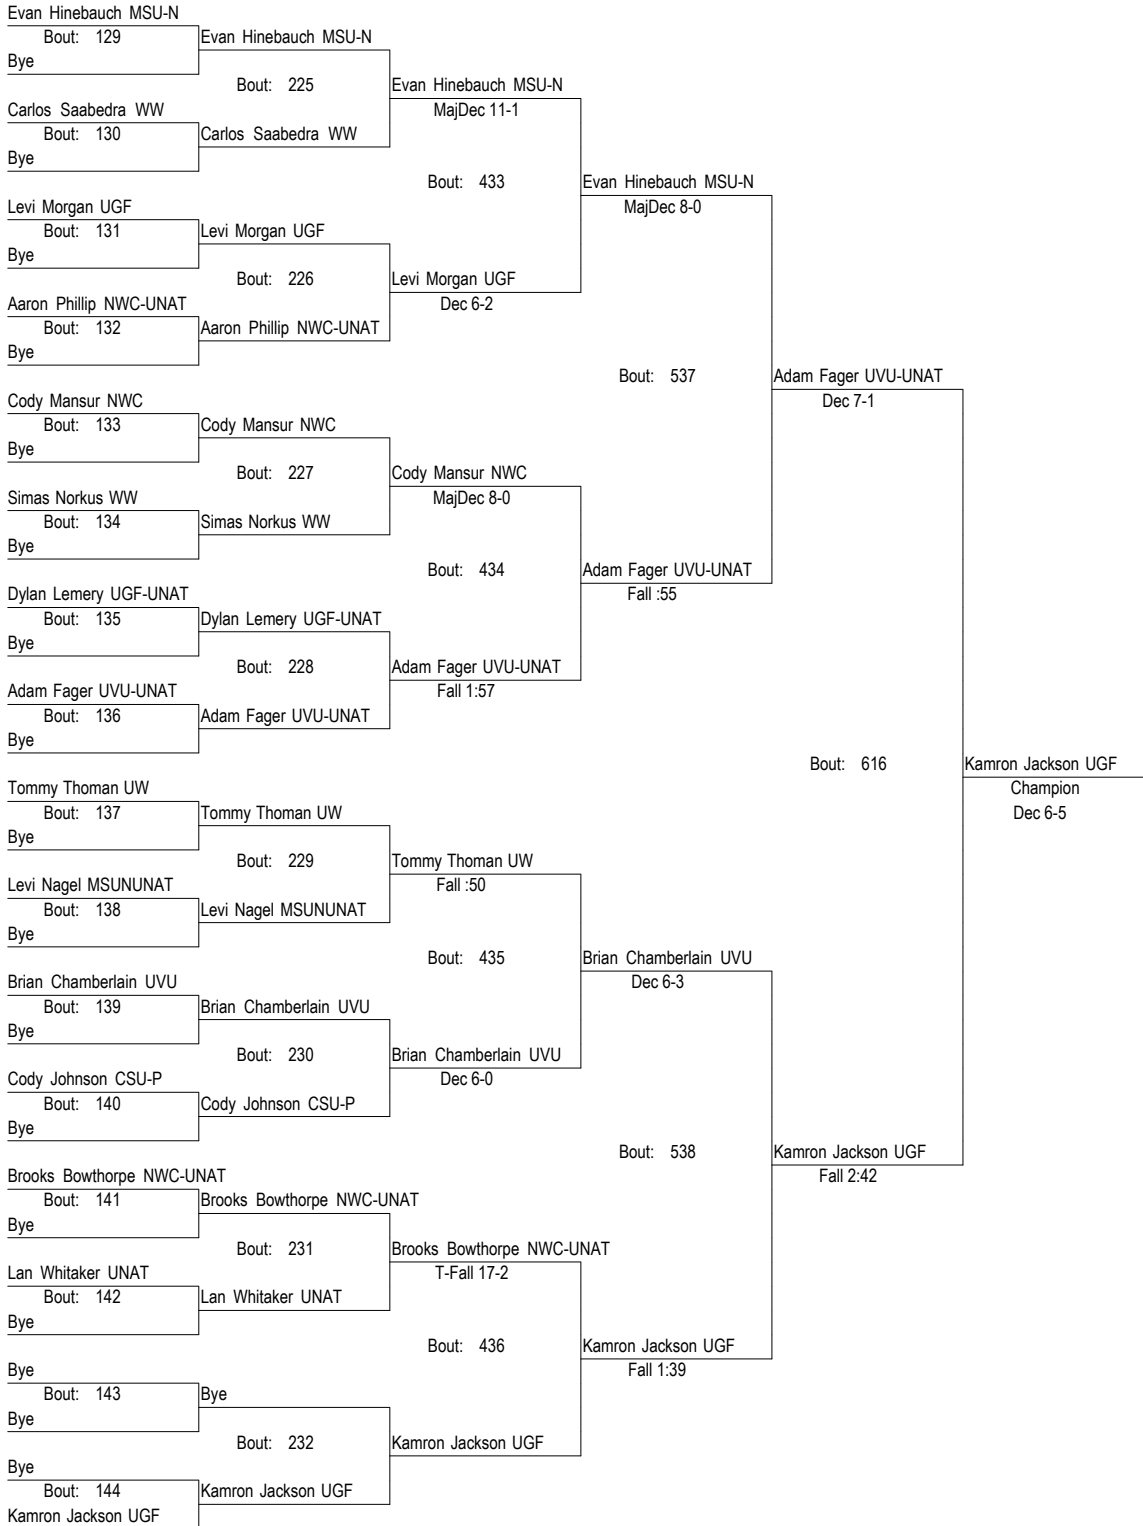 Evan Hinebauch MSU-N
Bout: 129
Evan Hinebauch MSU-N
Bye
Bout: 225
Evan Hinebauch MSU-N
Carlos Saabedra WW
MajDec 11-1
Bout: 130
Carlos Saabedra WW
Bye
Bout: 433
Evan Hinebauch MSU-N
Levi Morgan UGF
MajDec 8-0
Bout: 131
Levi Morgan UGF
Bye
Bout: 226
Levi Morgan UGF
Aaron Phillip NWC-UNAT
Dec 6-2
Bout: 132
Aaron Phillip NWC-UNAT
Bye
Bout: 537
Adam Fager UVU-UNAT
Cody Mansur NWC
Dec 7-1
Bout: 133
Cody Mansur NWC
Bye
Bout: 227
Cody Mansur NWC
Simas Norkus WW
MajDec 8-0
Bout: 134
Simas Norkus WW
Bye
Bout: 434
Adam Fager UVU-UNAT
Dylan Lemery UGF-UNAT
Fall :55
Bout: 135
Dylan Lemery UGF-UNAT
Bye
Bout: 228
Adam Fager UVU-UNAT
Adam Fager UVU-UNAT
Fall 1:57
Bout: 136
Adam Fager UVU-UNAT
Bye
Bout: 616
Kamron Jackson UGF
Tommy Thoman UW
Champion
Bout: 137
Tommy Thoman UW
Dec 6-5
Bye
Bout: 229
Tommy Thoman UW
Levi Nagel MSUNUNAT
Fall :50
Bout: 138
Levi Nagel MSUNUNAT
Bye
Bout: 435
Brian Chamberlain UVU
Brian Chamberlain UVU
Dec 6-3
Bout: 139
Brian Chamberlain UVU
Bye
Bout: 230
Brian Chamberlain UVU
Cody Johnson CSU-P
Dec 6-0
Bout: 140
Cody Johnson CSU-P
Bye
Bout: 538
Kamron Jackson UGF
Brooks Bowthorpe NWC-UNAT
Fall 2:42
Bout: 141
Brooks Bowthorpe NWC-UNAT
Bye
Bout: 231
Brooks Bowthorpe NWC-UNAT
Lan Whitaker UNAT
T-Fall 17-2
Bout: 142
Lan Whitaker UNAT
Bye
Bout: 436
Kamron Jackson UGF
Bye
Fall 1:39
Bout: 143
Bye
Bye
Bout: 232
Kamron Jackson UGF
Bye
Bout: 144
Kamron Jackson UGF
Kamron Jackson UGF